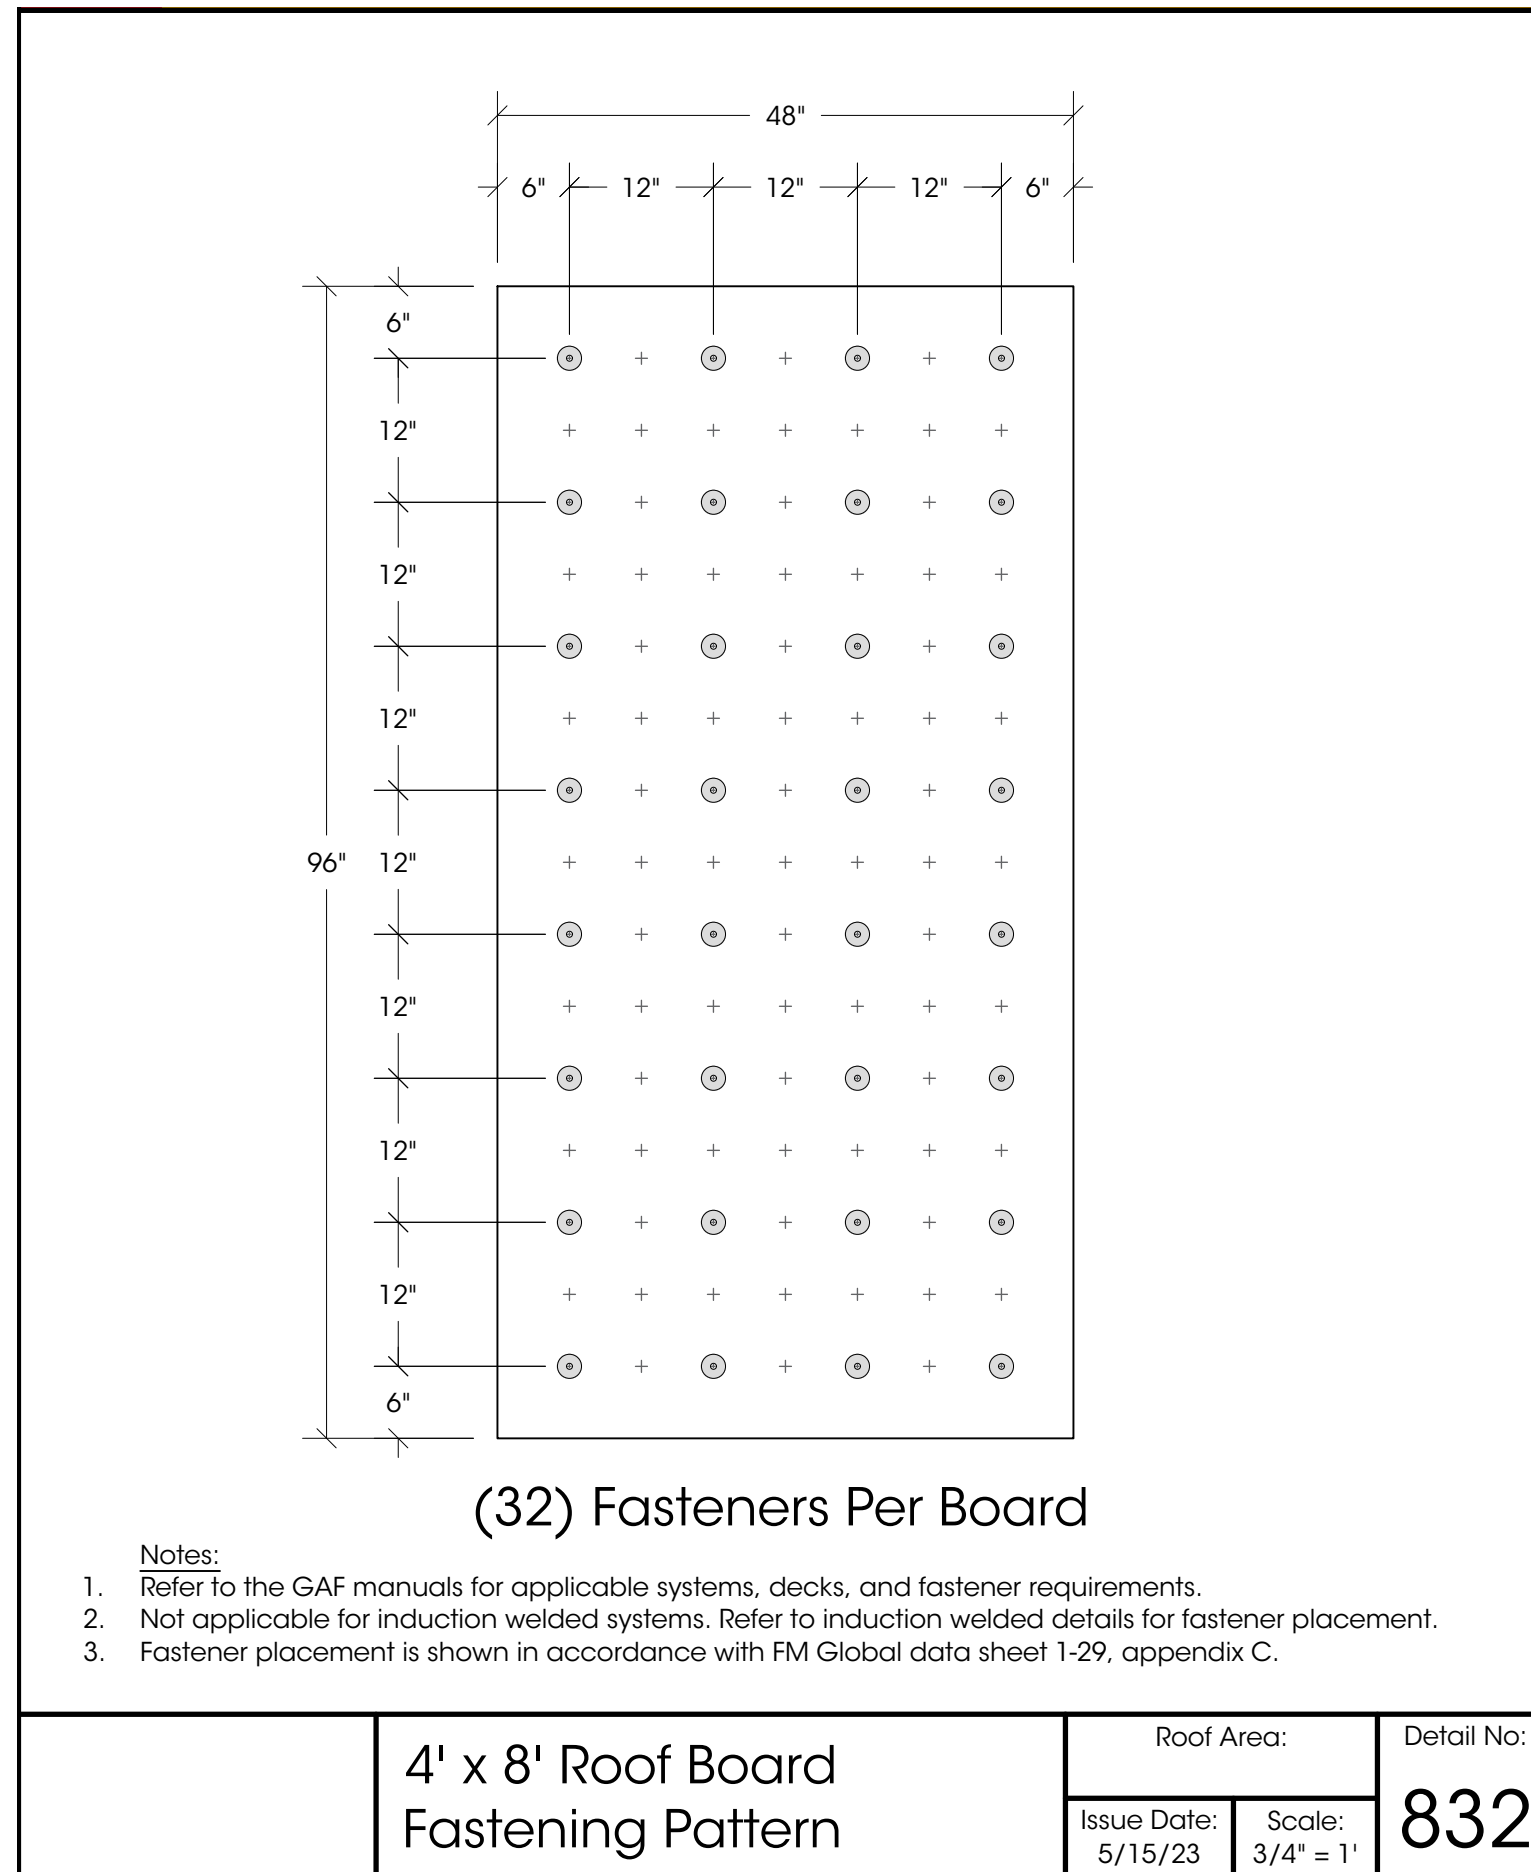 48"
6" 12" 12" 12" 6"
6"
12"
12"
12"
96" 12"
12"
12"
12"
6"
(32) Fasteners Per Board
Notes:
1. Refer to the GAF manuals for applicable systems, decks, and fastener requirements.
2. Not applicable for induction welded systems. Refer to induction welded details for fastener placement.
3. Fastener placement is shown in accordance with FM Global data sheet 1-29, appendix C.
4' x 8' Roof Board
Fastening Pattern
Roof Area:
Issue Date:
5/15/23
Scale:
3/4" = 1'
Detail No:
832